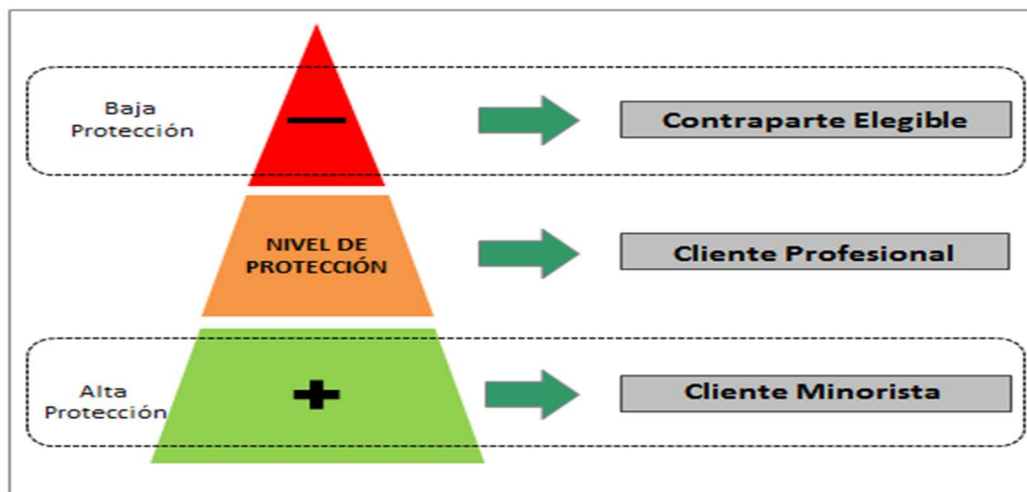 Baja
Protección
−
Contraparte Elegible
NIVEL DE
PROTECCIÓN
Cliente Profesional
Alta
Protección
+
Cliente Minorista